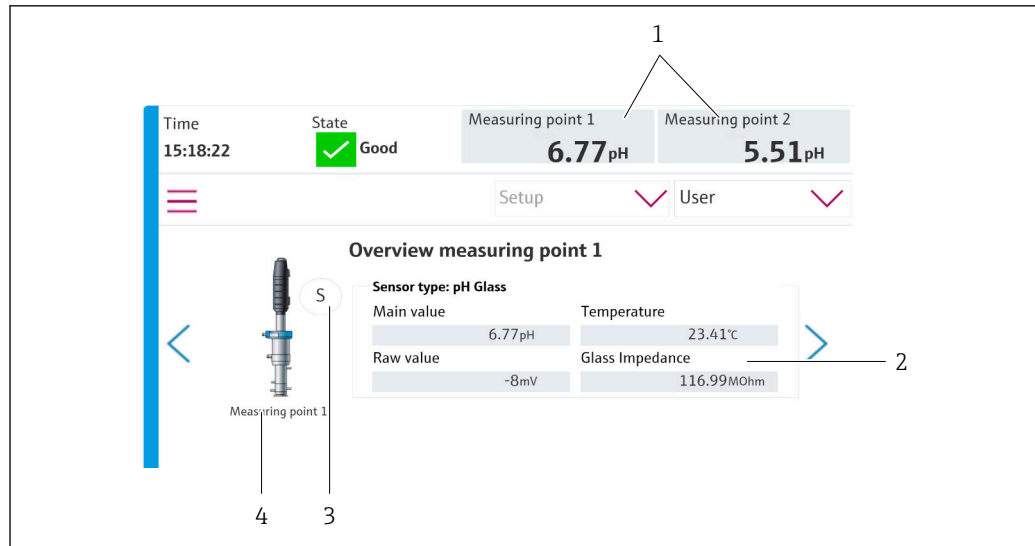 1
Time
State
Measuring point 1
Measuring point 2
15:18:22
Good
6.77pH
5.51pH
Setup
User
Overview measuring point 1
S
Sensor type: pH Glass
Main value
Temperature
6.77pH
23.41°C
Raw value
Glass Impedance
2
-8mV
116.99MOhm
Measuring point 1
4
3